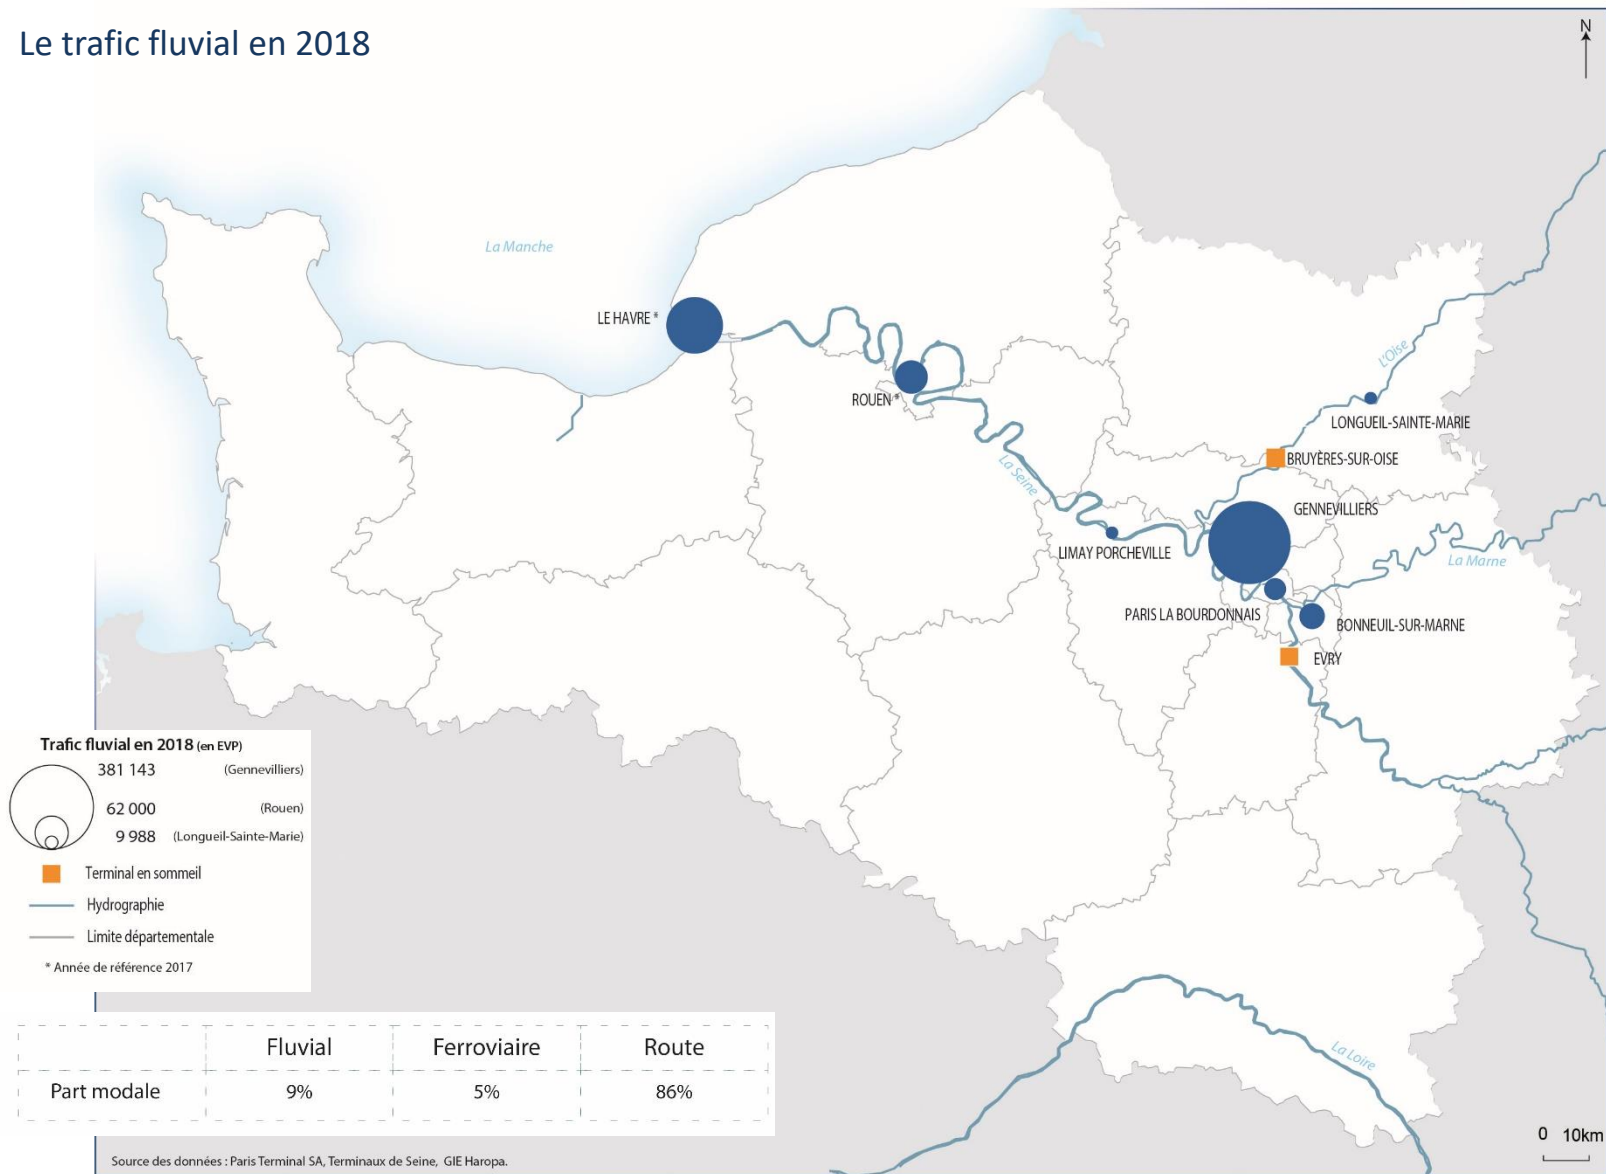 Le trafic fluvial en 2018
N
La Manche
LE HAVRE *
ROUEN *
L'Oise
LONGUEIL-SAINTE-MARIE
BRUYÈRES-SUR-OISE
La Seine
GENNEVILLIERS
LIMAY PORCHEVILLE
La Marne
PARIS LA BOURDONNAIS
BONNEUIL-SUR-MARNE
EVRY
Trafic fluvial en 2018 (en EVP)
381 143 (Gennevilliers)
62 000 (Rouen)
9 988 (Longueil-Sainte-Marie)
Terminal en sommeil
Hydrographie
Limite départementale
* Année de référence 2017
Fluvial Ferroviaire Route
Part modale 9% 5% 86%
La Loire
0 10km
Source des données : Paris Terminal SA, Terminaux de Seine, GIE Haropa.